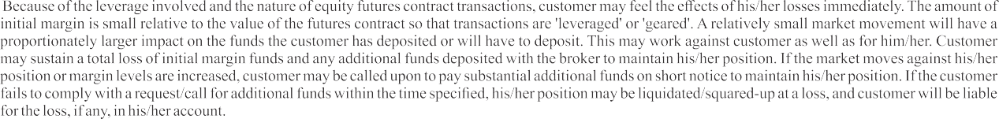 Because of the leverage involved and the nature of equity futures contract transactions, customer may feel the effects of his/her losses immediately. The amount of
initial margin is small relative to the value of the futures contract so that transactions are 'leveraged' or 'geared'. A relatively small market movement will have a
proportionately larger impact on the funds the customer has deposited or will have to deposit. This may work against customer as well as for him/her. Customer
may sustain a total loss of initial margin funds and any additional funds deposited with the broker to maintain his/her position. If the market moves against his/her
position or margin levels are increased, customer may be called upon to pay substantial additional funds on short notice to maintain his/her position. If the customer
fails to comply with a request/call for additional funds within the time specified, his/her position may be liquidated/squared-up at a loss, and customer will be liable
for the loss, if any, in his/her account.